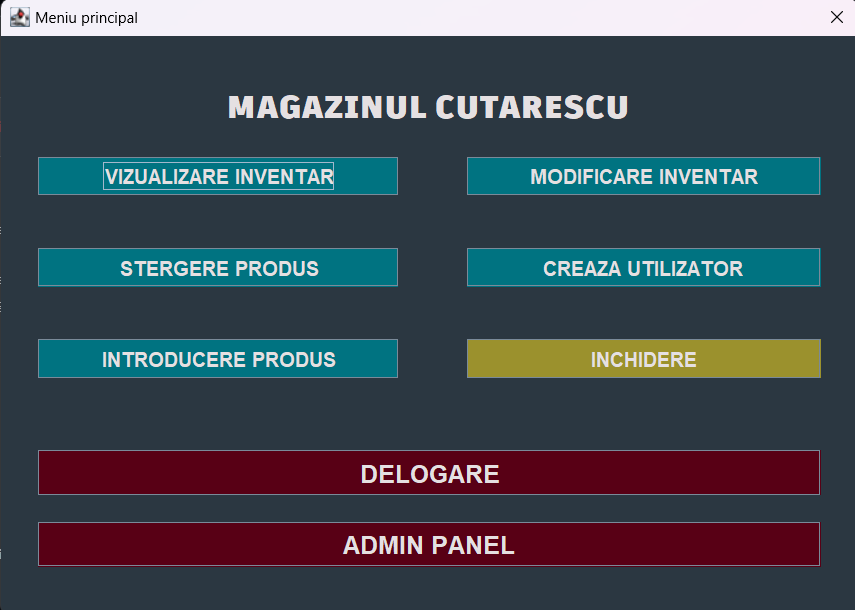 Meniu principal
MAGAZINUL CUTARESCU
VIZUALIZARE INVENTAR
MODIFICARE INVENTAR
STERGERE PRODUS
CREAZA UTILIZATOR
INTRODUCERE PRODUS
INCHIDERE
DELOGARE
ADMIN PANEL